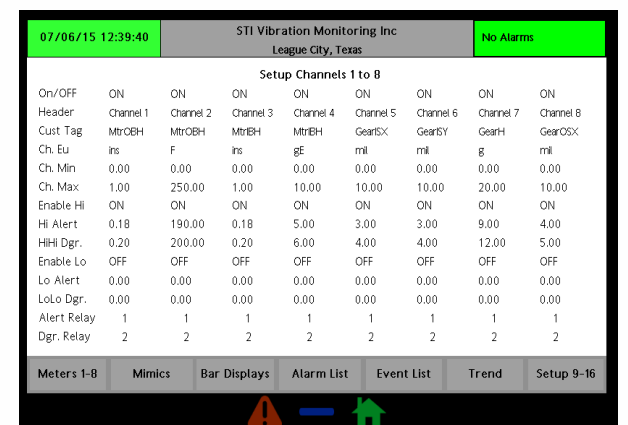 07/06/15 12:39:40
STI Vibration Monitoring Inc
League City, Texas
No Alarms
Setup Channels 1 to 8
On/OFF ON ON ON ON ON ON ON ON
Header Channel 1 Channel 2 Channel 3 Channel 4 Channel 5 Channel 6 Channel 7 Channel 8
Cust Tag MtrOBH MtrOBH MtrIBH MtrIBH GearISX GearISY GearH GearOSX
Ch. Eu ins F ins gE mil mil g mil
Ch. Min 0.00 0.00 0.00 0.00 0.00 0.00 0.00 0.00
Ch. Max 1.00 250.00 1.00 10.00 10.00 10.00 20.00 10.00
Enable Hi ON ON ON ON ON ON ON ON
Hi Alert 0.18 190.00 0.18 5.00 3.00 3.00 9.00 4.00
HiHi Dgr. 0.20 200.00 0.20 6.00 4.00 4.00 12.00 5.00
Enable Lo OFF OFF OFF OFF OFF OFF OFF OFF
Lo Alert 0.00 0.00 0.00 0.00 0.00 0.00 0.00 0.00
LoLo Dgr. 0.00 0.00 0.00 0.00 0.00 0.00 0.00 0.00
Alert Relay 1 1 1 1 1 1 1 1
Dgr. Relay 2 2 2 2 2 2 2 2
Meters 1-8 Mimics Bar Displays Alarm List Event List Trend Setup 9-16